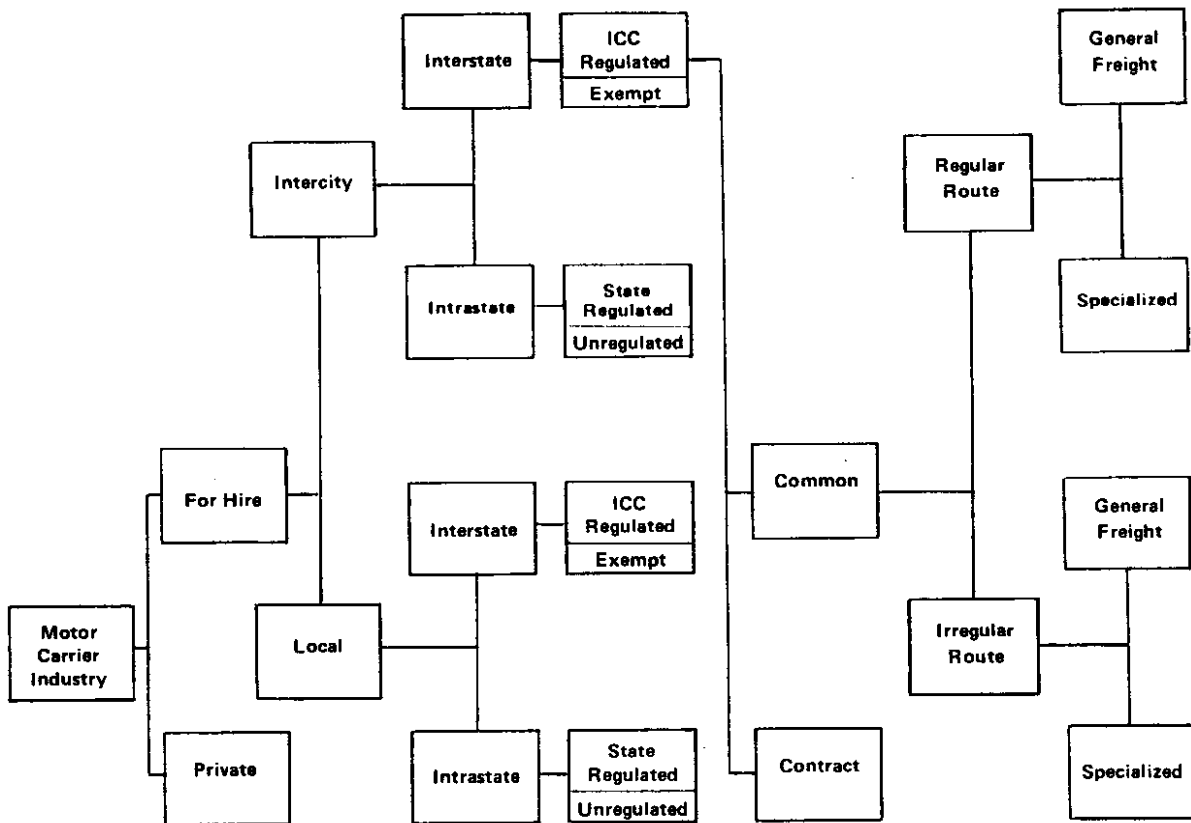 Interstate
ICC
Regulated
Exempt
General
Freight
Intercity
Regular
Route
Intrastate
State
Regulated
Unregulated
Specialized
For Hire
Interstate
ICC
Regulated
Exempt
Common
General
Freight
Motor
Carrier
Industry
Local
Irregular
Route
Private
Intrastate
State
Regulated
Unregulated
Contract
Specialized